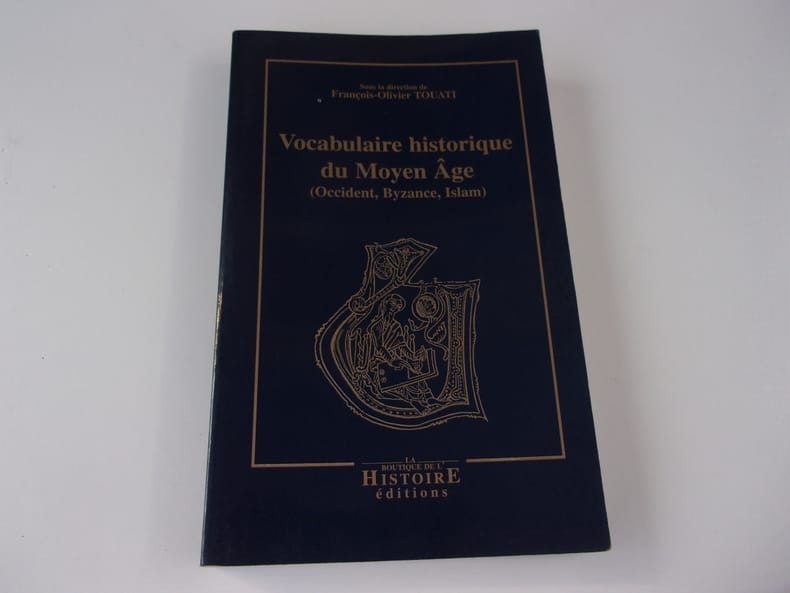 Sous la direction de
François-Olivier TOUATI
Vocabulaire historique
du Moyen Âge
(Occident, Byzance, Islam)
LA
BOUTIQUE DE L'
HISTOIRE
éditions